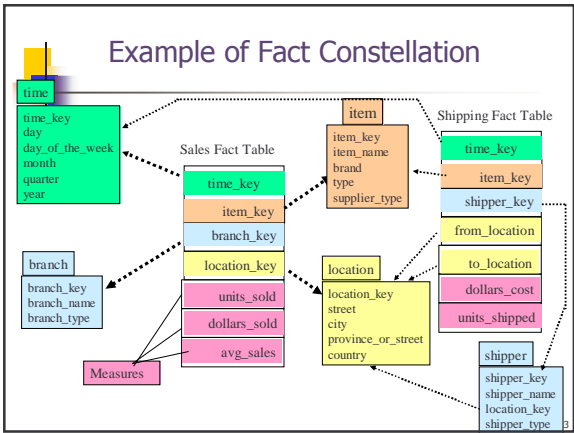 Example of Fact Constellation
time
time_key
day
day_of_the_week
month
quarter
year
Sales Fact Table
time_key
item_key
branch_key
location_key
units_sold
dollars_sold
avg_sales
Measures
branch
branch_key
branch_name
branch_type
item
item_key
item_name
brand
type
supplier_type
location
location_key
street
city
province_or_street
country
Shipping Fact Table
time_key
item_key
shipper_key
from_location
to_location
dollars_cost
units_shipped
shipper
shipper_key
shipper_name
location_key
shipper_type
3